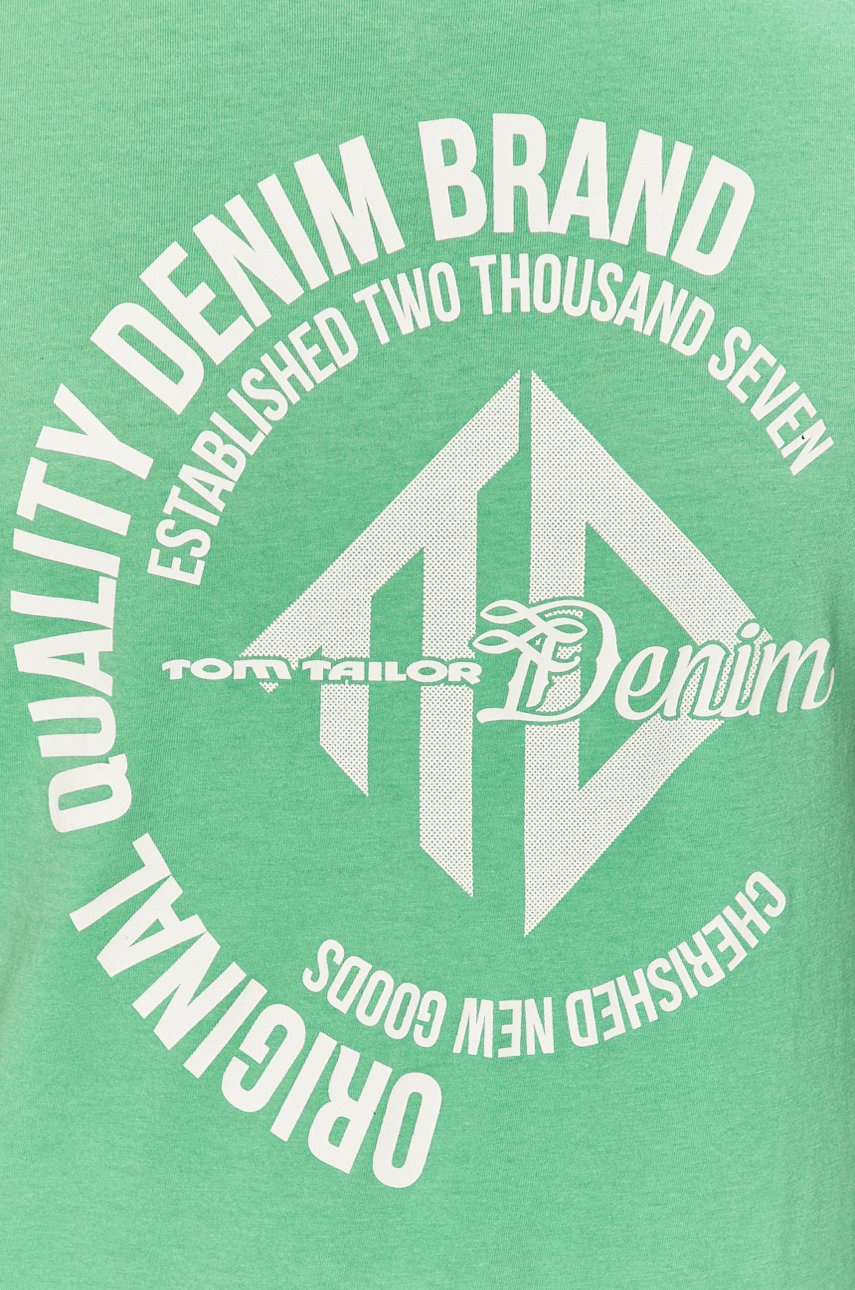 ORIGINAL QUALITY DENIM BRAND
ESTABLISHED TWO THOUSAND SEVEN
TOM TAILOR Denim
CHERISHED NEW GOODS